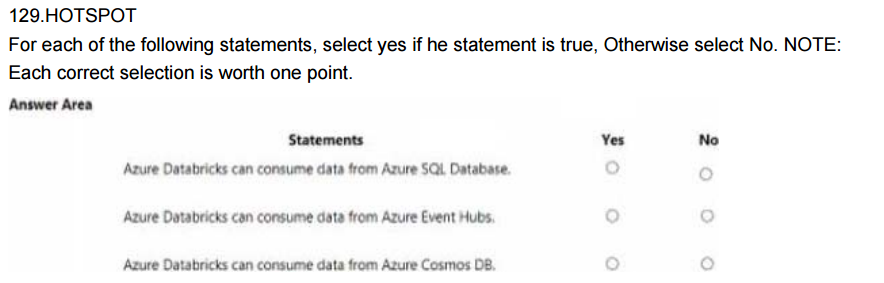 129.HOTSPOT
For each of the following statements, select yes if he statement is true, Otherwise select No. NOTE:
Each correct selection is worth one point.
Answer Area
Statements Yes No
Azure Databricks can consume data from Azure SQL Database.
Azure Databricks can consume data from Azure Event Hubs.
Azure Databricks can consume data from Azure Cosmos DB.